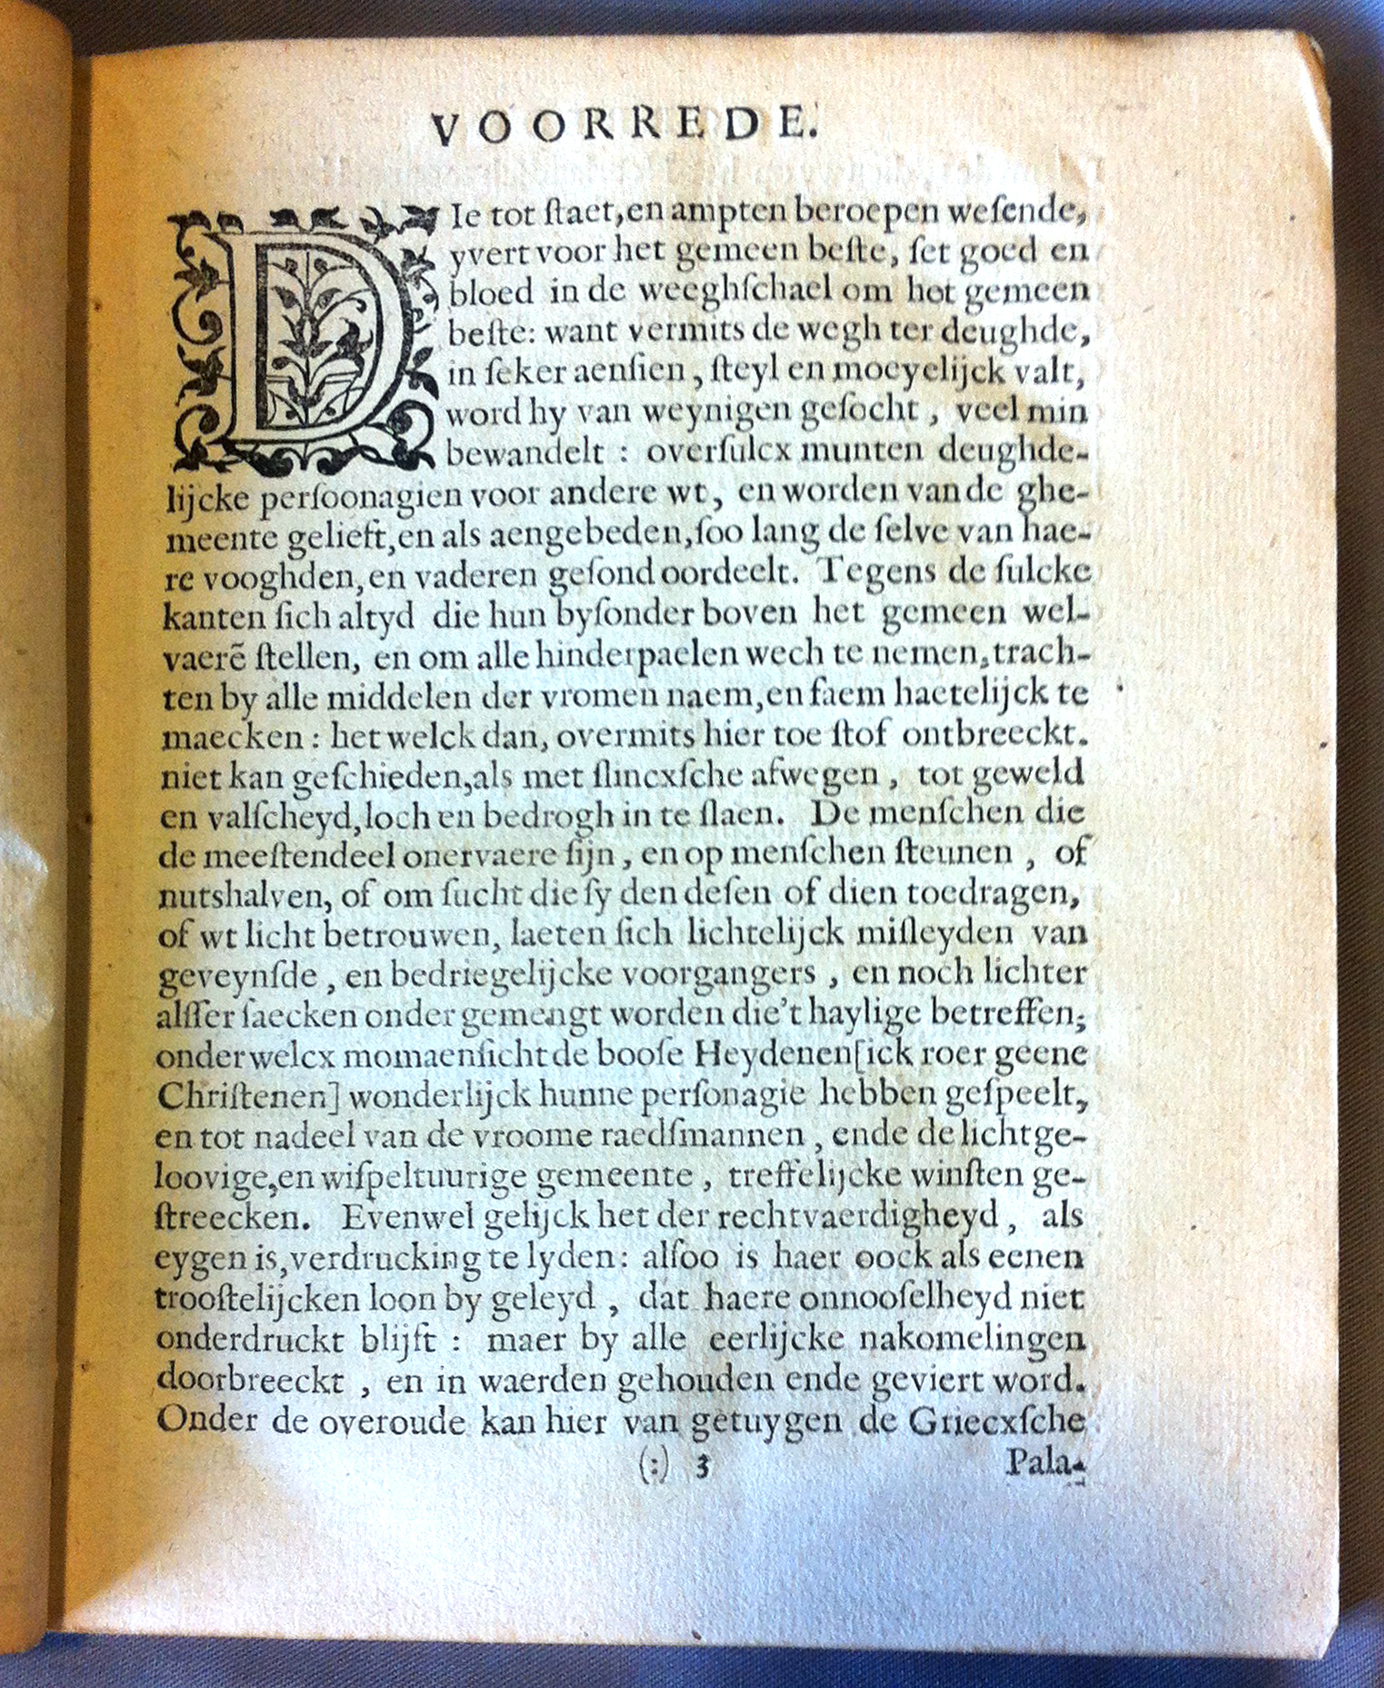 VOORREDE.
DIe tot ſtaet,en ampten beroepen weſende,
yvert voor het gemeen beſte, ſet goed en
bloed in de weeghſchael om het gemeen
beſte: want vermits de wegh ter deughde,
in ſeker aenſien, ſteyl en moeyelijck valt,
word hy van weynigen geſocht, veel min
bewandelt : overſulcx munten deughde-
lijcke perſoonagien voor andere wt, en worden van de ghe-
meente gelieft,en als aengebeden,ſoo lang de ſelve van hae-
re vooghden,en vaderen geſond oordeelt. Tegens de ſulcke
kanten ſich altyd die hun byſonder boven het gemeen wel-
vaerē ſtellen, en om alle hinderpaelen wech te nemen,trach-
ten by alle middelen der vromen naem,en faem haetelijck te
maecken : het welck dan, overmits hier toe ſtof ontbreeckt.
niet kan geſchieden,als met ſlincxſche afwegen, tot geweld
en valſcheyd,loch en bedrogh in te ſlaen. De menſchen die
de meeſtendeel onervaere ſijn, en op menſchen ſteunen, of
nutshalven, of om ſucht die ſy den deſen of dien toedragen,
of wt licht betrouwen, laeten ſich lichtelijck miſleyden van
geveynſde, en bedriegelijcke voorgangers, en noch lichter
alſſer ſaecken onder gemengt worden die't haylige betreffen;
onder welcx momaenſicht de booſe Heydenen[ick roer geene
Chriſtenen] wonderlijck hunne perſonagie hebben geſpeelt,
en tot nadeel van de vroome raedſmannen, ende de lichtge-
loovige,en wiſpeltuurige gemeente, treffelijcke winſten ge-
ſtreecken. Evenwel gelijck het der rechtvaerdigheyd, als
eygen is,verdrucking te lyden: alſoo is haer oock als eenen
trooſtelijcken loon by geleyd, dat haere onnooſelheyd niet
onderdruckt blijft : maer by alle eerlijcke nakomelingen
doorbreeckt, en in waerden gehouden ende geviert word.
Onder de overoude kan hier van getuygen de Griecxſche
(:) 3 Pala-